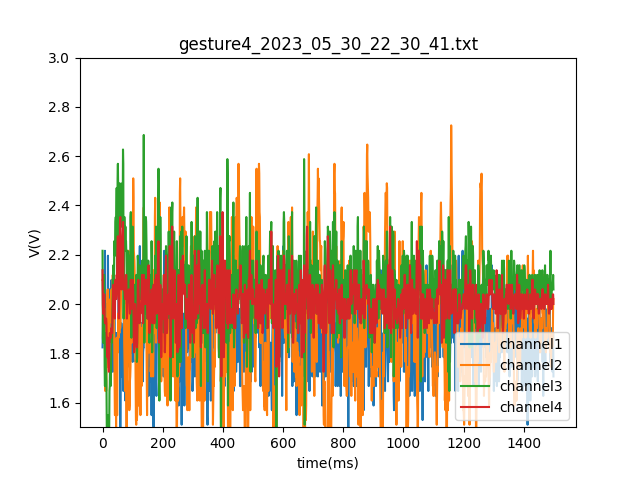 gesture4_2023_05_30_22_30_41.txt
3.0
2.8
2.6
2.4
2.2
2.0
1.8
1.6
V(V)
channel1
channel2
channel3
channel4
0 200 400 600 800 1000 1200 1400
time(ms)